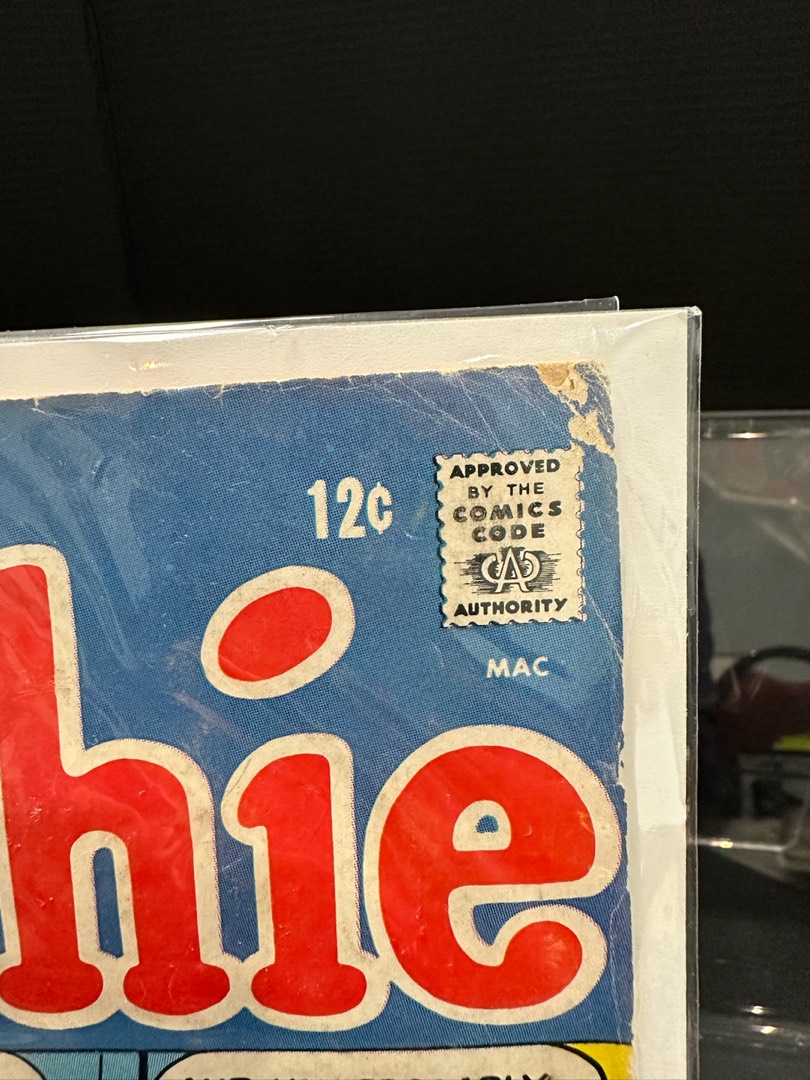 12¢
APPROVED
BY THE
COMICS
CODE
CA
AUTHORITY
MAC
hie